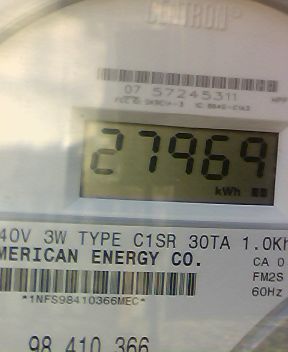 CENTRON®
07 57245311
27969
kWh
40V 3W TYPE C1SR 30TA 1.0Kh
MERICAN ENERGY CO.
CA 0
FM2S
60Hz
*1NFS98410366MEC*
98 410 366